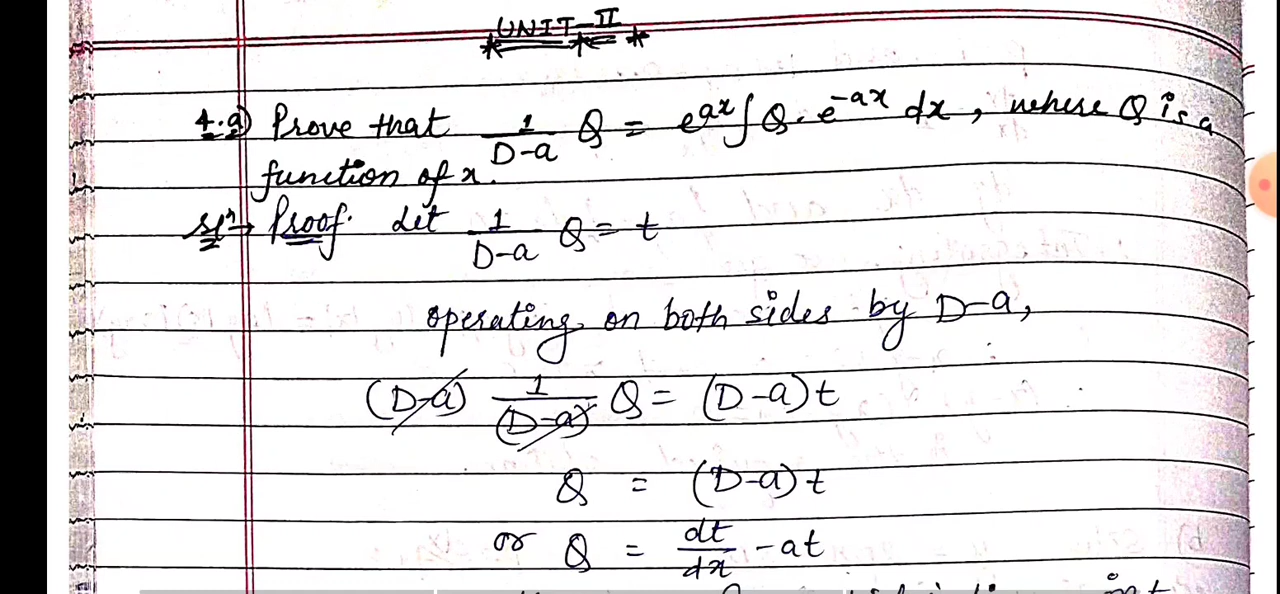 UNIT-II
4.a) Prove that 1/(D-a) Q = e^ax ∫ Q. e^-ax dx, where Q is a
function of x.
Solⁿ→ Proof. Let 1/(D-a) Q = t
operating on both sides by D-a,
(D-a) 1/(D-a) Q = (D-a) t
Q = (D-a) t
or Q = dt/dx - at